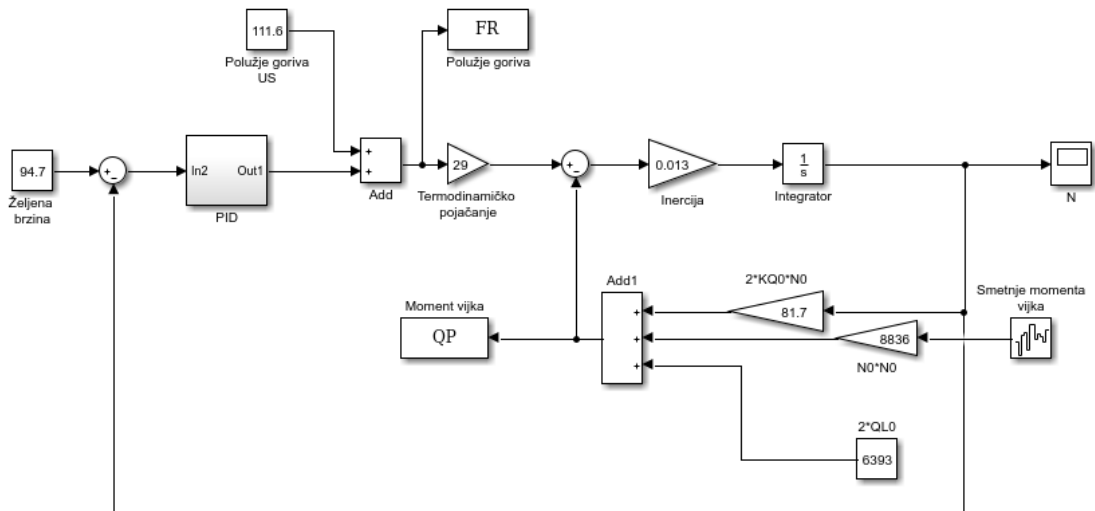 111.6
Polužje goriva
US
FR
Polužje goriva
94.7
Željena
brzina
+
−
In2
Out1
PID
+
+
Add
29
Termodinamičko
pojačanje
+
−
0.013
Inercija
1
s
Integrator
N
Moment vijka
QP
Add1
+
+
+
2*KQ0*N0
81.7
8836
N0*N0
Smetnje momenta
vijka
2*QL0
6393